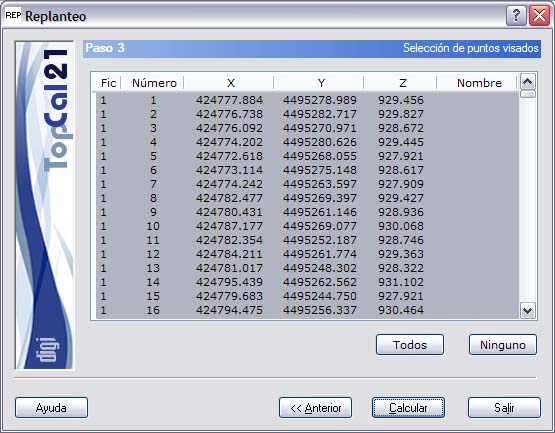 REP Replanteo
Paso 3 Selección de puntos visados
TopCal 21
digi
Fic Número X Y Z Nombre
1 1 424777.884 4495278.989 929.456
1 2 424776.738 4495282.717 929.827
1 3 424776.092 4495270.971 928.672
1 4 424774.202 4495280.626 929.445
1 5 424772.618 4495268.055 927.921
1 6 424773.114 4495275.148 928.617
1 7 424774.242 4495263.597 927.909
1 8 424782.477 4495269.397 929.427
1 9 424780.431 4495261.146 928.936
1 10 424787.177 4495269.077 930.068
1 11 424782.354 4495252.187 928.746
1 12 424784.211 4495261.774 929.363
1 13 424781.017 4495248.302 928.322
1 14 424795.439 4495262.562 931.102
1 15 424779.683 4495244.750 927.921
1 16 424794.475 4495256.337 930.464
Todos Ninguno
Ayuda << Anterior Calcular Salir